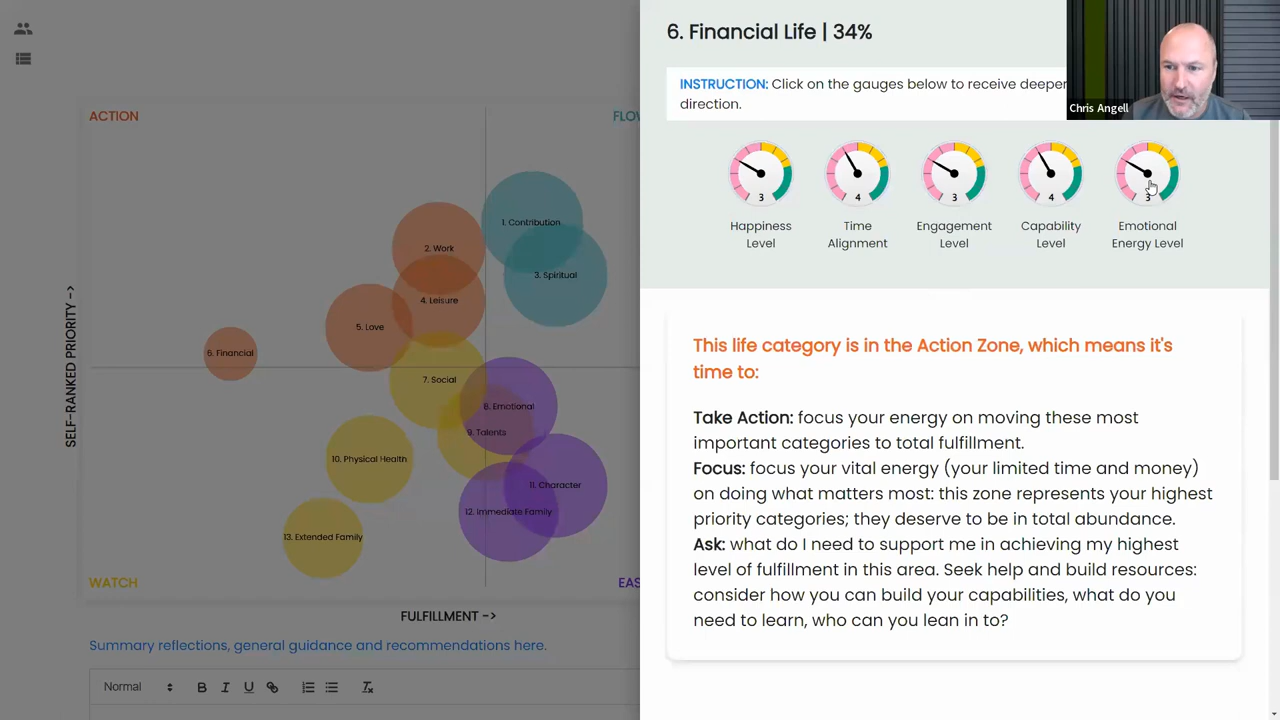 6. Financial Life | 34%
INSTRUCTION: Click on the gauges below to receive deeper
direction.
Chris Angell
3
4
3
4
3
Happiness
Level
Time
Alignment
Engagement
Level
Capability
Level
Emotional
Energy Level
This life category is in the Action Zone, which means it's
time to:
Take Action: focus your energy on moving these most
important categories to total fulfillment.
Focus: focus your vital energy (your limited time and money)
on doing what matters most: this zone represents your highest
priority categories; they deserve to be in total abundance.
Ask: what do I need to support me in achieving my highest
level of fulfillment in this area. Seek help and build resources:
consider how you can build your capabilities, what do you
need to learn, who can you lean in to?
ACTION
FLOW
1. Contribution
2. Work
3. Spiritual
4. Leisure
5. Love
6. Financial
7. Social
8. Emotional
9. Talents
10. Physical Health
11. Character
12. Immediate Family
13. Extended Family
WATCH
EAS
SELF-RANKED PRIORITY ->
FULFILLMENT ->
Summary reflections, general guidance and recommendations here.
Normal
B I U